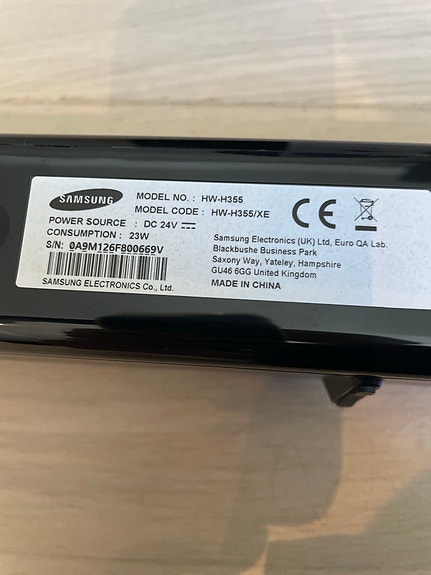 SAMSUNG
MODEL NO. : HW-H355
MODEL CODE : HW-H355/XE
POWER SOURCE : DC 24V
CONSUMPTION : 23W
S/N: 0A9M126F800669V
SAMSUNG ELECTRONICS Co., Ltd.
CE
Samsung Electronics (UK) Ltd, Euro QA Lab.
Blackbushe Business Park
Saxony Way, Yateley, Hampshire
GU46 6GG United Kingdom
MADE IN CHINA